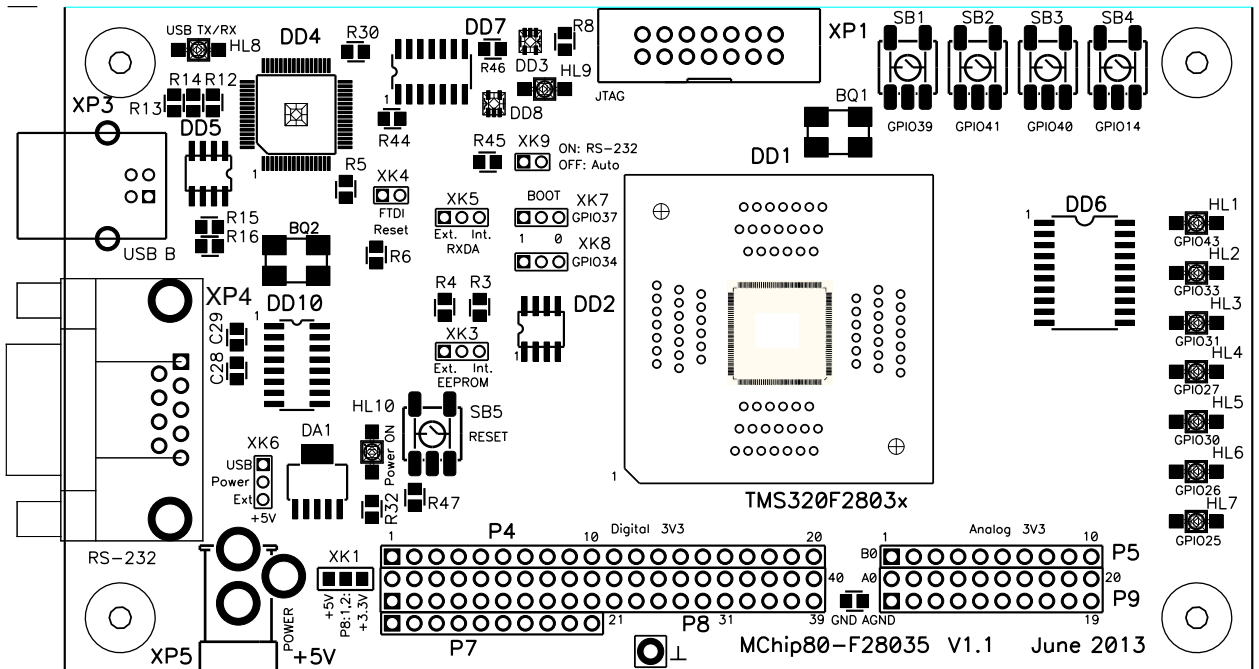 USB TX/RX
HL8
DD4
R30
DD7
R46
DD3
R8
HL9
JTAG
XP1
SB1
SB2
SB3
SB4
GPIO39
GPIO41
GPIO40
GPIO14
XP3
R14
R12
R13
DD5
1
R44
DD8
BQ1
R45
XK9
ON: RS-232
OFF: Auto
DD1
R5
XK4
FTDI
Reset
XK5
Ext. Int.
RXDA
BOOT
XK7
GPIO37
1 0
XK8
GPIO34
1
DD6
HL1
GPIO43
HL2
GPIO33
HL3
GPIO31
HL4
GPIO27
HL5
GPIO30
HL6
GPIO26
HL7
GPIO25
USB B
R15
R16
BQ2
R6
XP4
DD10
1
C29
C28
R4
R3
DD2
1
XK3
Ext. Int.
EEPROM
HL10
Power ON
SB5
RESET
XK6
USB
Power
Ext
+5V
DA1
R32
R47
1
TMS320F2803x
RS-232
XK1
+5V
P8:1,2:
+3.3V
POWER
XP5
+5V
1
P4
10
Digital 3V3
20
40
21
31
39
P7
P8
1
Analog 3V3
10
B0
P5
A0
20
P9
19
GND AGND
MChip80-F28035 V1.1 June 2013